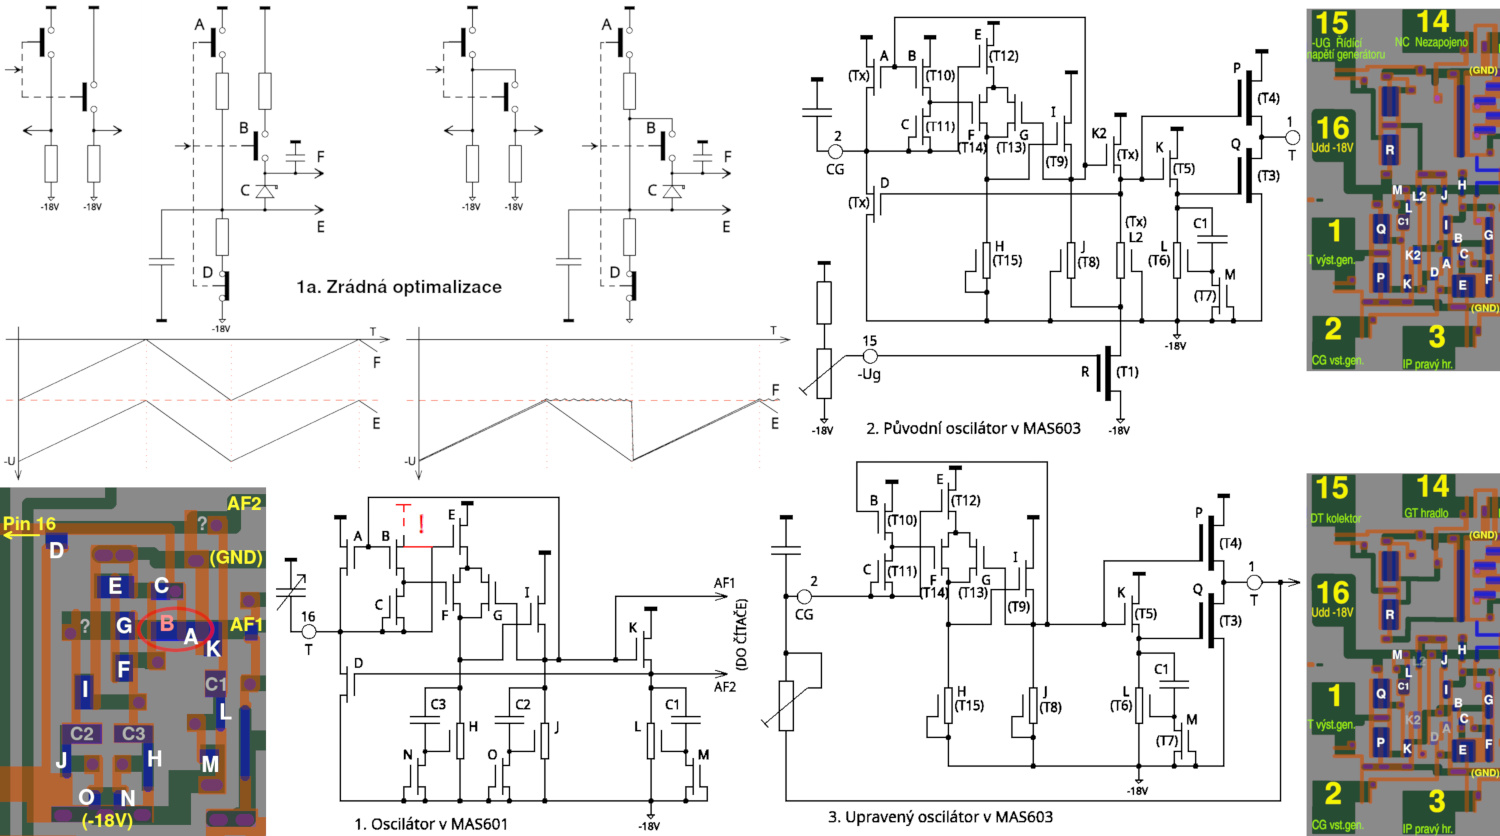 A
B
C
D
E
F
-18V
-18V
-18V
A
B
C
D
E
F
-18V
-18V
1a. Zrádná optimalizace
T
F
E
-U
T
F
E
-U
A
B
C
D
E
F
G
H
I
J
K
K2
L
L2
M
P
Q
R
(Tx)
(T10)
(T11)
(T12)
(T14)
(T13)
(T9)
(Tx)
(T5)
(T4)
(T3)
(Tx)
(T15)
(T8)
(Tx)
(T6)
(T7)
(T1)
C1
2
CG
1
T
15
-Ug
-18V
-18V
-18V
2. Původní oscilátor v MAS603
15
14
-UG Řídící
napětí generátoru
NC Nezapojeno
(GND)
16
Udd -18V
R
M
L2
J
H
L
C1
Q
I
G
B
K2
C
A
D
P
K
E
F
1
T výst.gen.
(GND)
2
3
CG vst.gen.
IP pravý hr.
AF2
Pin 16
?
D
(GND)
E
C
?
G
B
A
AF1
K
F
I
C1
L
C2
C3
J
H
M
O
N
(-18V)
A
B
!
E
C
F
G
I
K
D
16
T
AF1
AF2
(DO ČÍTAČE)
C3
H
C2
J
L
C1
N
O
M
-18V
1. Oscilátor v MAS601
E
(T12)
B
(T10)
C
(T11)
F
(T14)
G
(T13)
I
(T9)
K
(T5)
P
(T4)
Q
(T3)
2
CG
1
T
H
(T15)
J
(T8)
L
(T6)
C1
M
(T7)
-18V
3. Upravený oscilátor v MAS603
15
14
DT kolektor
GT hradlo
(GND)
16
Udd -18V
R
M
L2
J
H
L
C1
Q
I
G
B
K2
C
A
D
P
K
E
F
1
T výst.gen.
(GND)
2
3
CG vst.gen.
IP pravý hr.